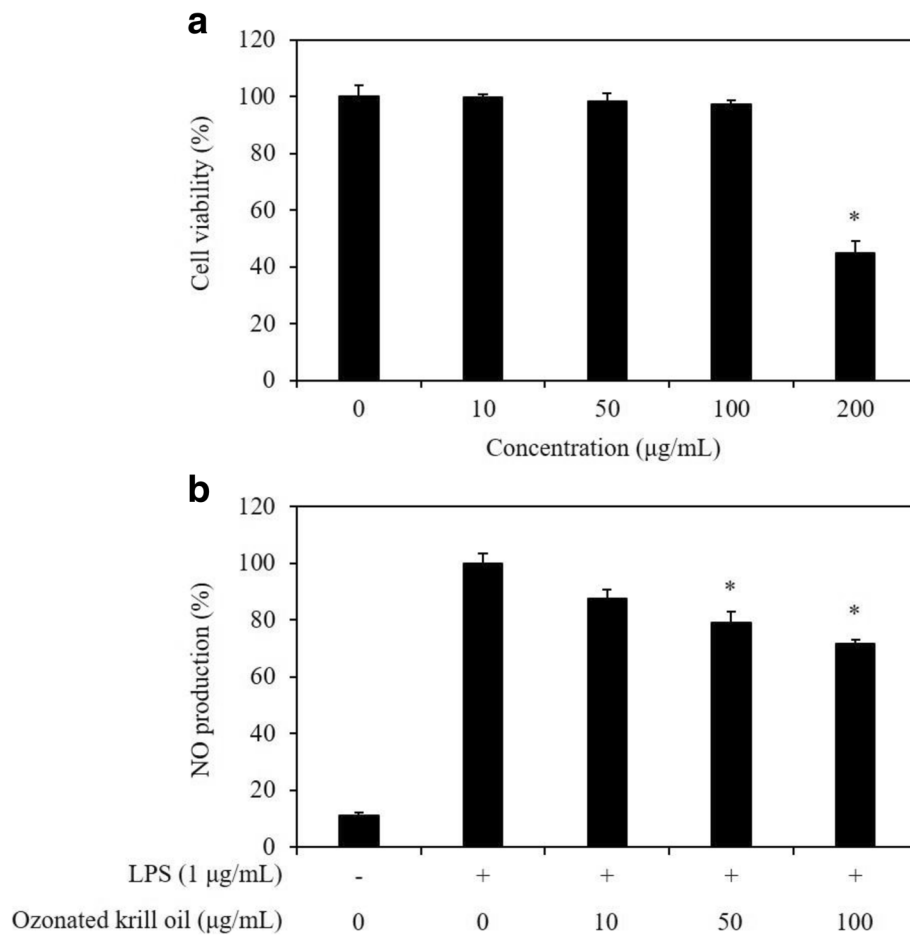 a
120
100
80
60
40
20
0
Cell viability (%)
*
0 10 50 100 200
Concentration (μg/mL)
b
120
100
80
60
40
20
0
NO production (%)
* *
LPS (1 μg/mL) - + + + +
Ozonated krill oil (μg/mL) 0 0 10 50 100